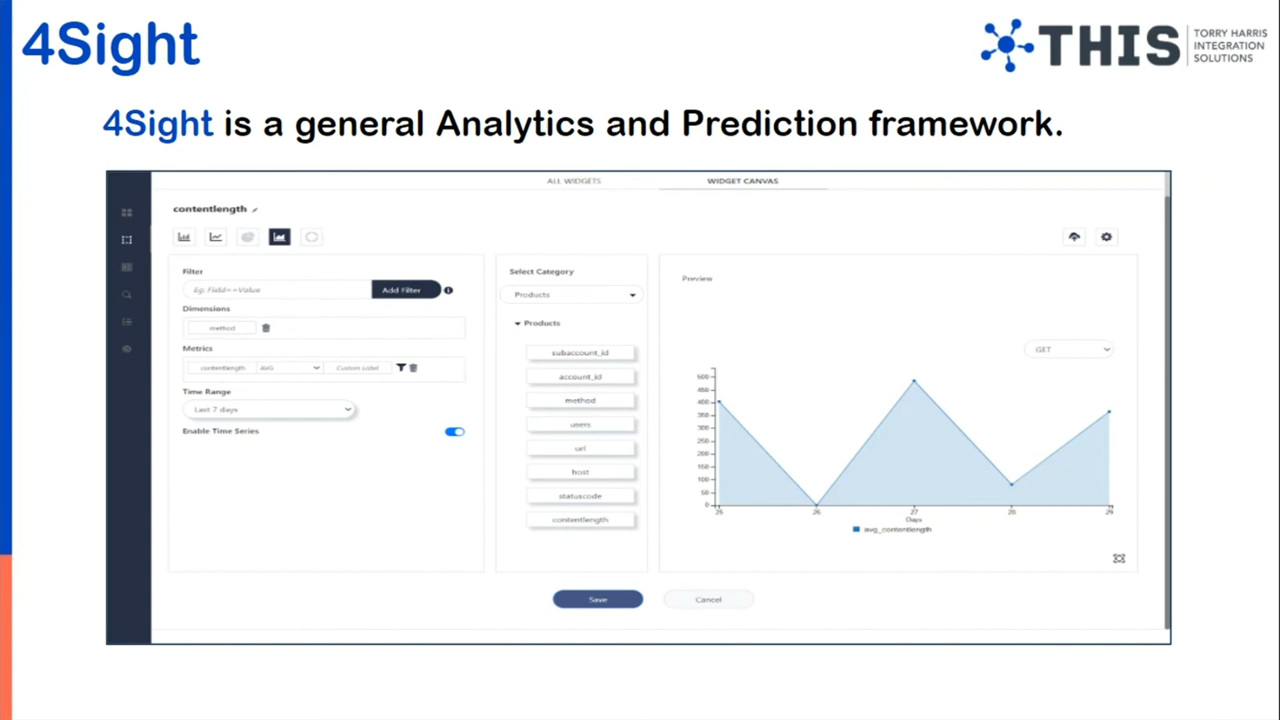 4Sight
THIS
TORRY HARRIS
INTEGRATION
SOLUTIONS
4Sight is a general Analytics and Prediction framework.
ALL WIDGETS
WIDGET CANVAS
contentlength
Filter
Eg: Field==Value
Add Filter
Dimensions
method
Metrics
contentlength
AVG
Custom Label
Time Range
Last 7 days
Enable Time Series
Select Category
Products
Products
subaccount_id
account_id
method
users
url
host
statuscode
contentlength
Preview
GET
500
450
400
350
300
250
200
150
100
50
0
25
26
27
28
29
Days
avg_contentlength
Save
Cancel